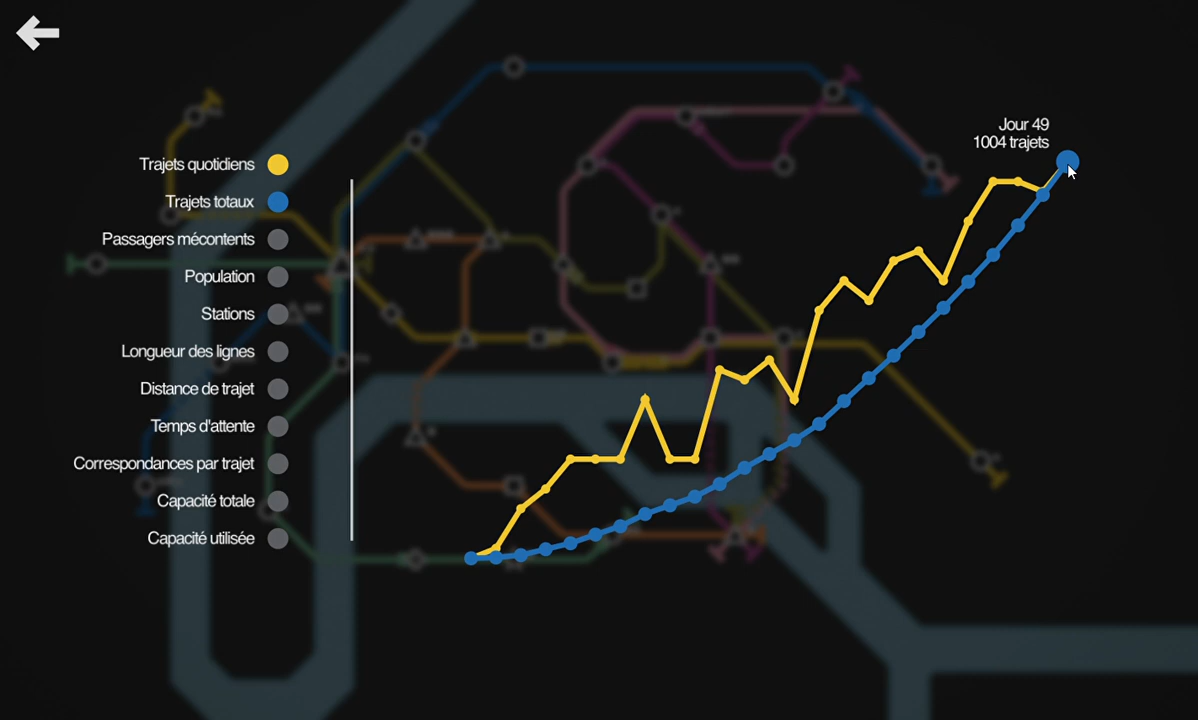 Jour 49
1004 trajets
Trajets quotidiens
Trajets totaux
Passagers mécontents
Population
Stations
Longueur des lignes
Distance de trajet
Temps d'attente
Correspondances par trajet
Capacité totale
Capacité utilisée